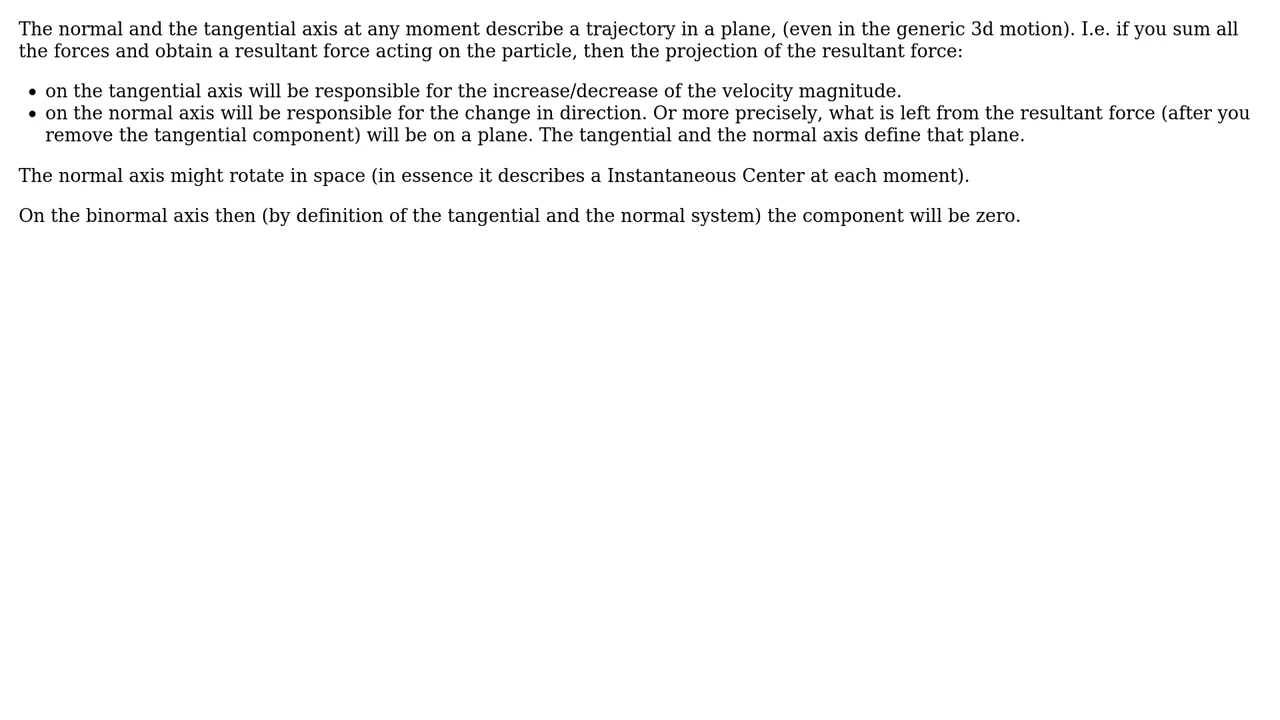 The normal and the tangential axis at any moment describe a trajectory in a plane, (even in the generic 3d motion). I.e. if you sum all
the forces and obtain a resultant force acting on the particle, then the projection of the resultant force:
• on the tangential axis will be responsible for the increase/decrease of the velocity magnitude.
• on the normal axis will be responsible for the change in direction. Or more precisely, what is left from the resultant force (after you
remove the tangential component) will be on a plane. The tangential and the normal axis define that plane.
The normal axis might rotate in space (in essence it describes a Instantaneous Center at each moment).
On the binormal axis then (by definition of the tangential and the normal system) the component will be zero.